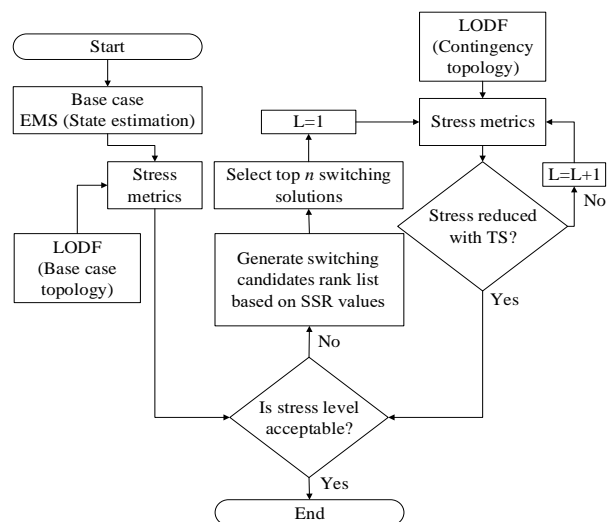 Start
Base case
EMS (State estimation)
Stress
metrics
LODF
(Base case
topology)
LODF
(Contingency
topology)
L=1
Stress metrics
L=L+1
Select top n switching
solutions
Stress reduced
with TS?
No
Generate switching
candidates rank list
based on SSR values
Yes
No
Is stress level
acceptable?
Yes
End